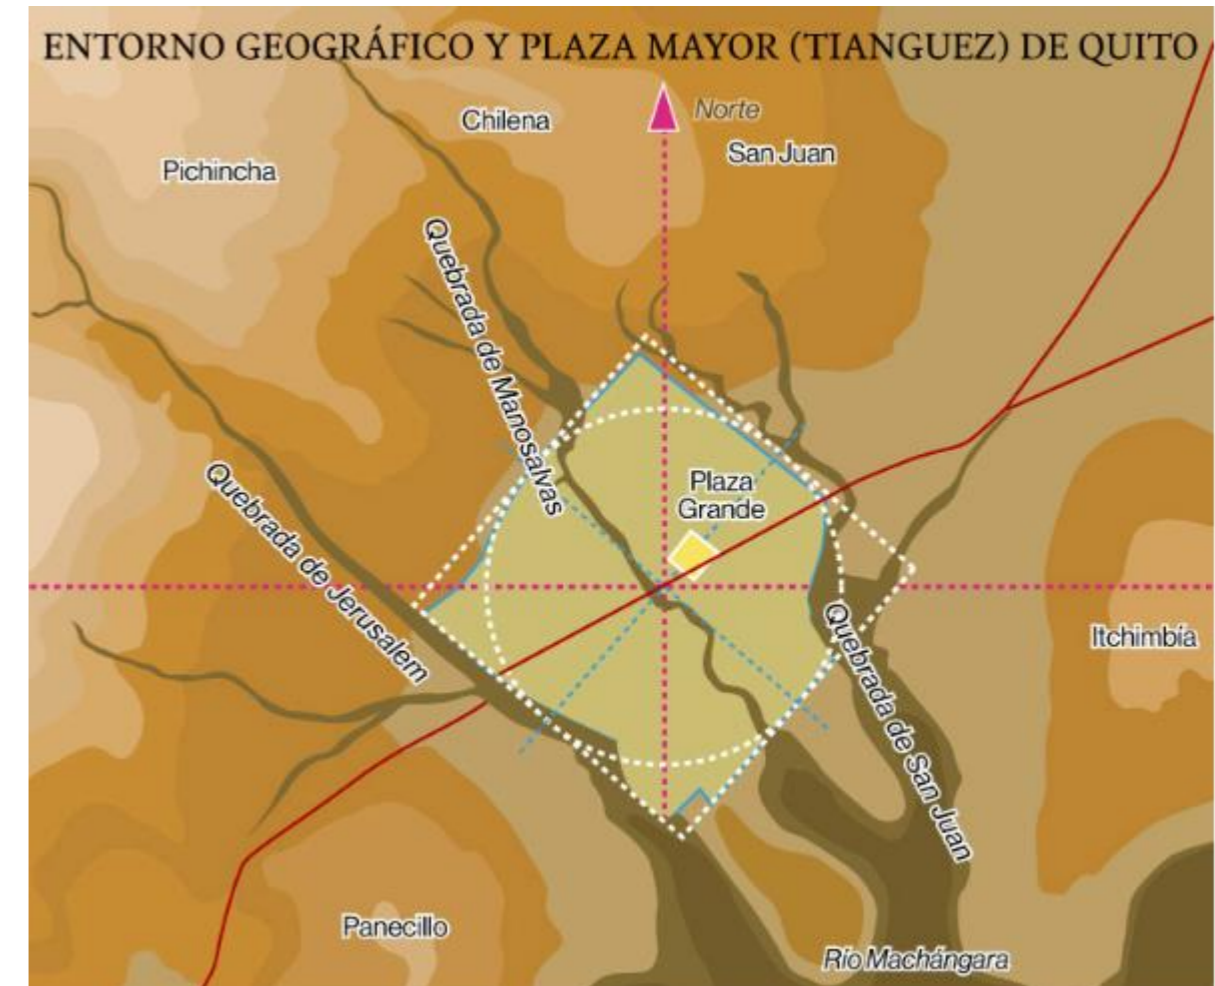 ENTORNO GEOGRÁFICO Y PLAZA MAYOR (TIANGUEZ) DE QUITO
Norte
Chilena
San Juan
Pichincha
Quebrada de Manosalvas
Plaza
Grande
Quebrada de Jerusalem
Itchimbía
Quebrada de San Juan
Panecillo
Río Machángara